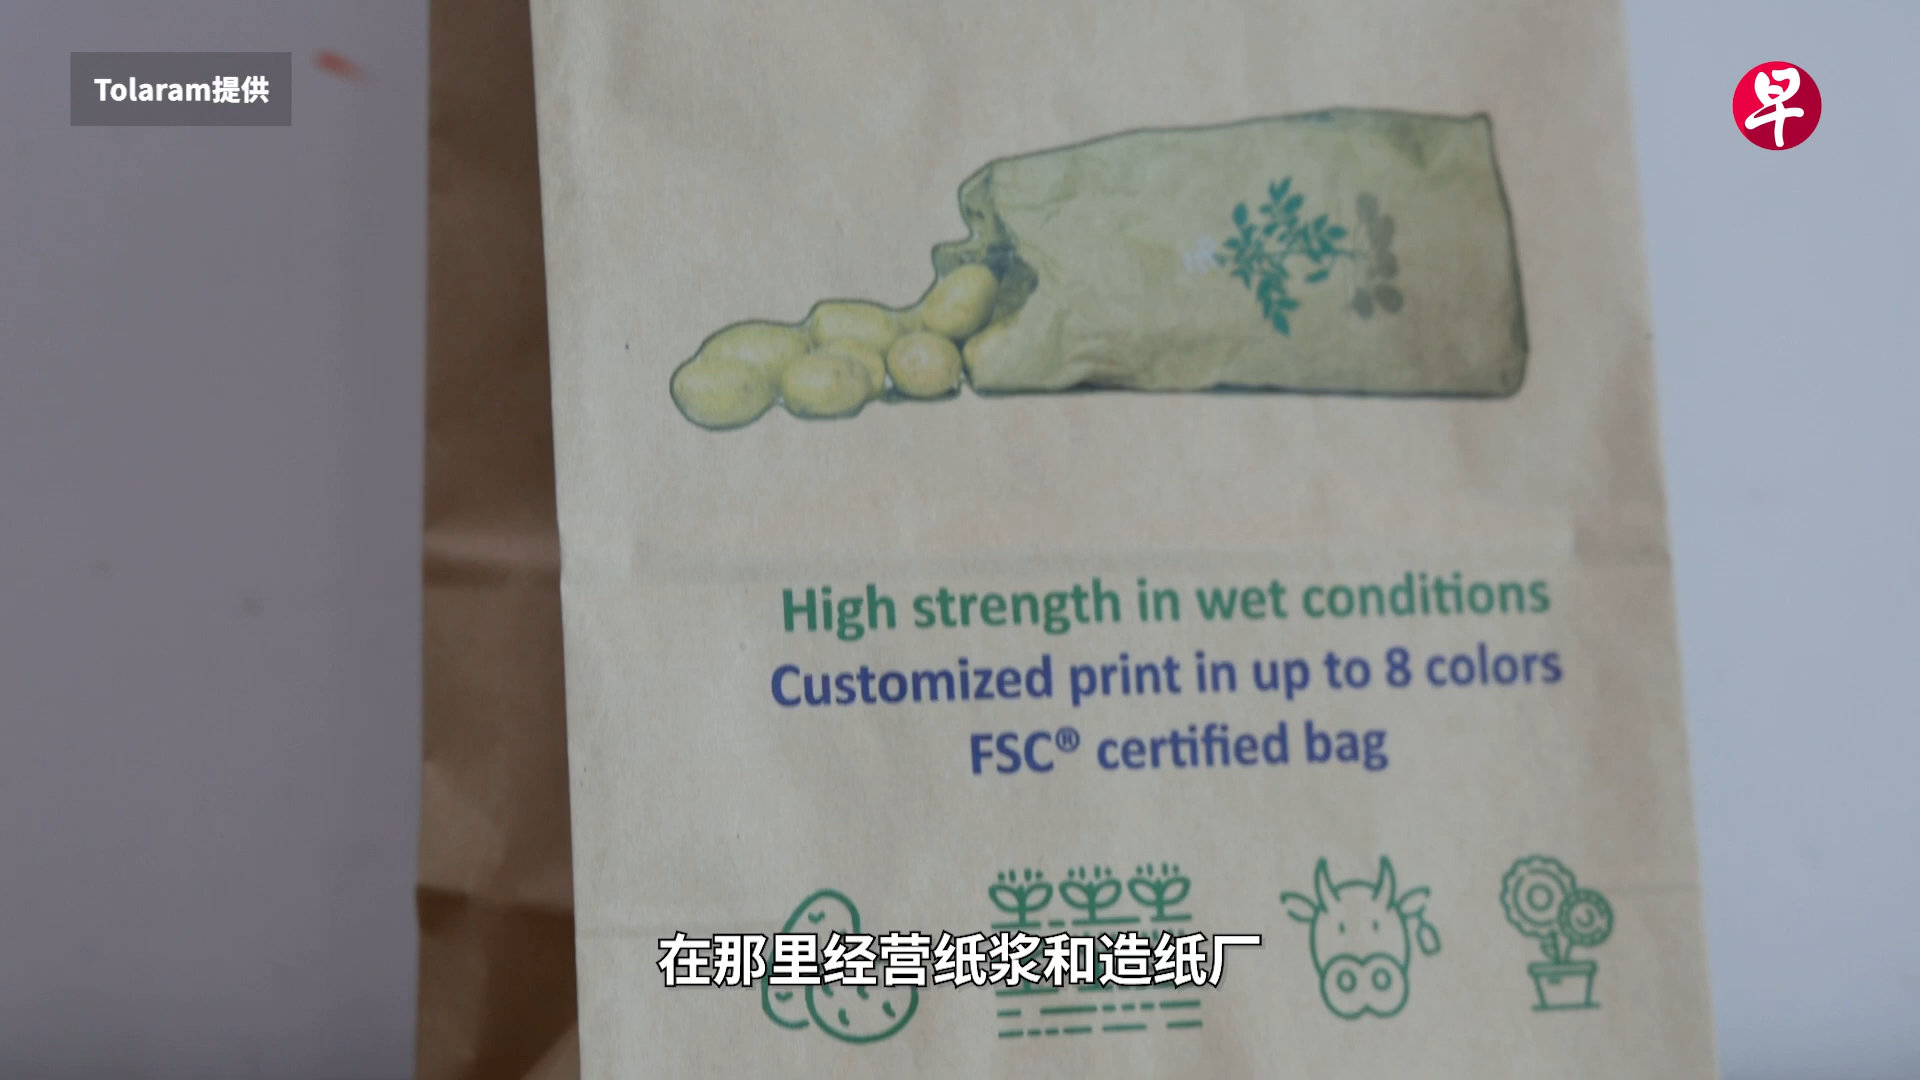 Tolaram提供
早
High strength in wet conditions
Customized print in up to 8 colors
FSC® certified bag
在那里经营纸浆和造纸厂